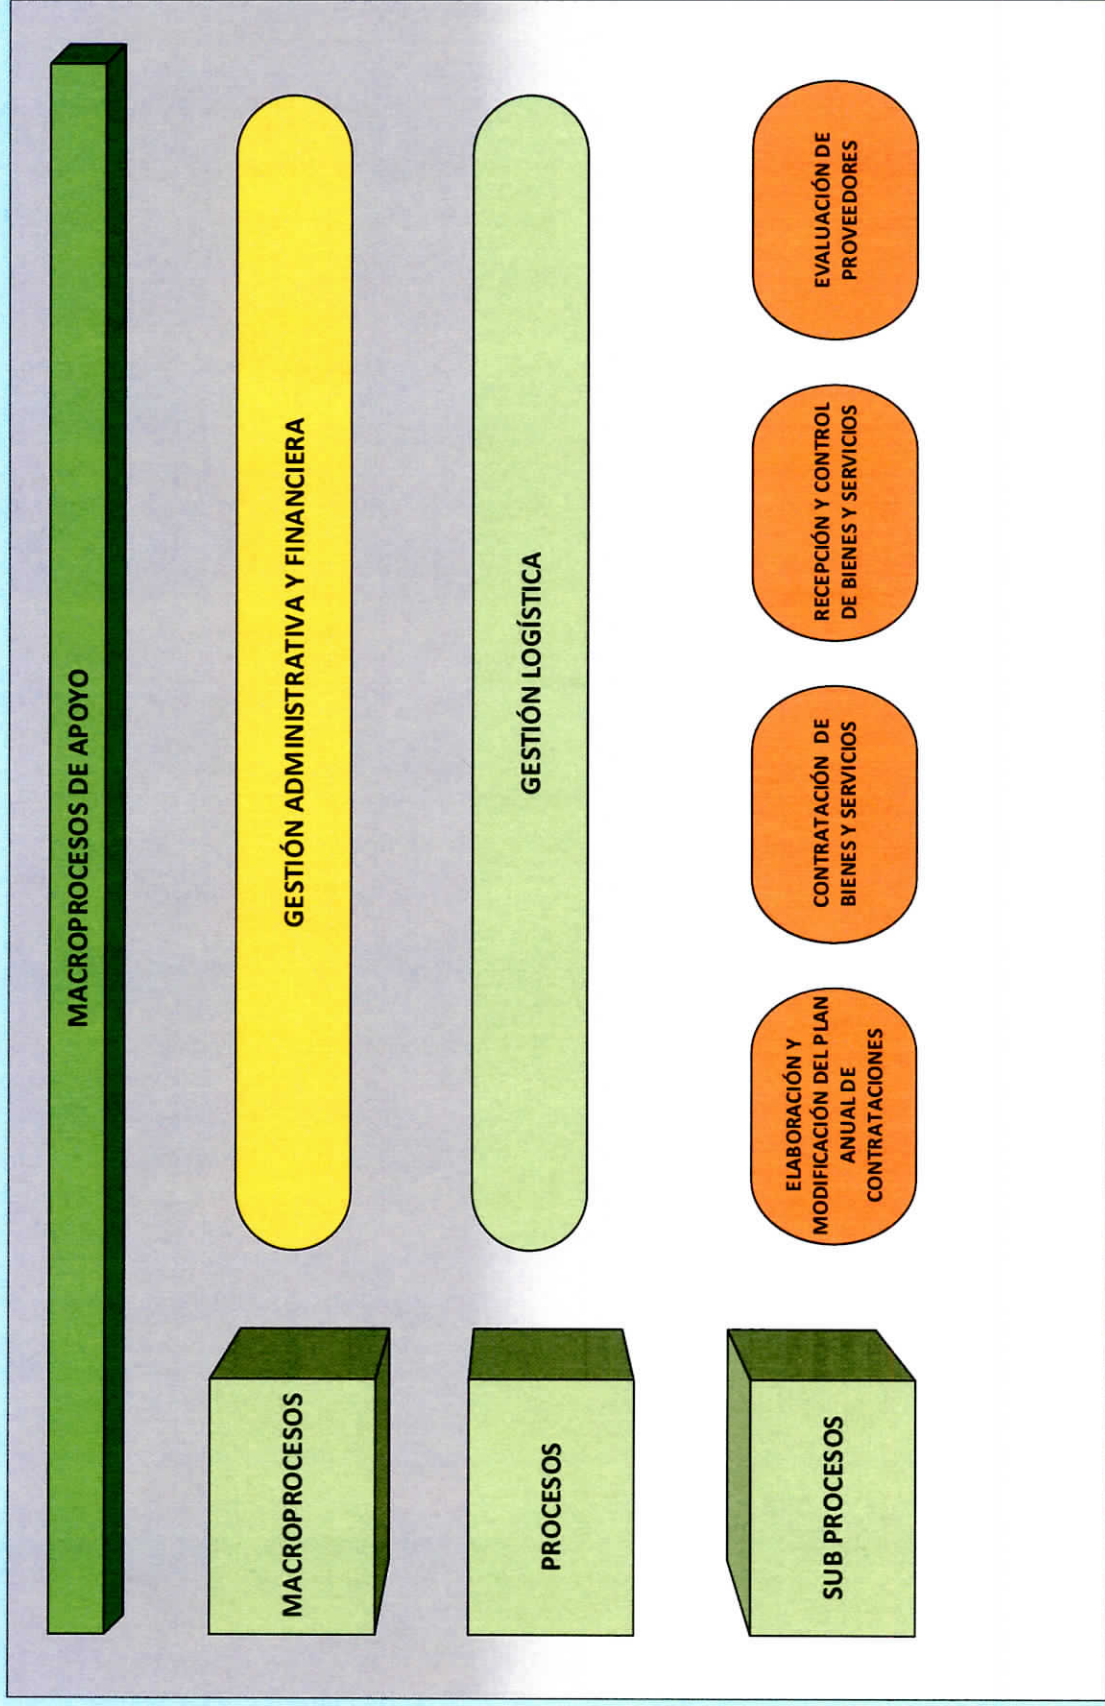 MACROPROCESOS DE APOYO
MACROPROCESOS
GESTIÓN ADMINISTRATIVA Y FINANCIERA
PROCESOS
GESTIÓN LOGÍSTICA
SUB PROCESOS
ELABORACIÓN Y
MODIFICACIÓN DEL PLAN
ANUAL DE
CONTRATACIONES
CONTRATACIÓN DE
BIENES Y SERVICIOS
RECEPCIÓN Y CONTROL
DE BIENES Y SERVICIOS
EVALUACIÓN DE
PROVEEDORES